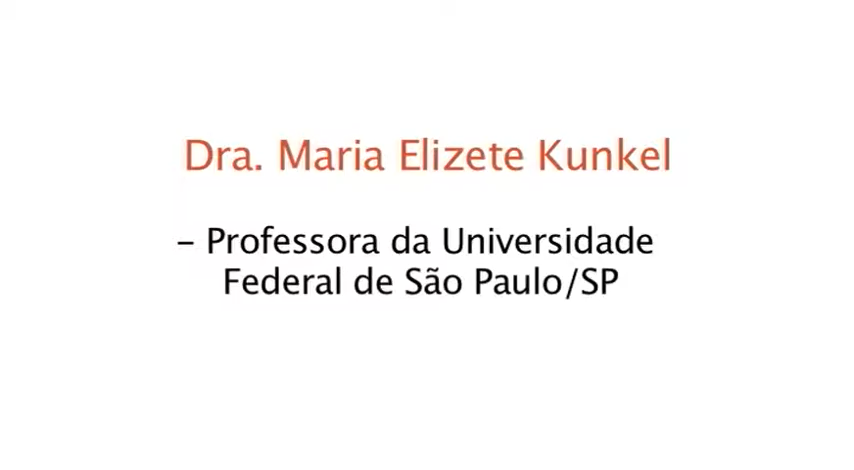 Dra. Maria Elizete Kunkel
- Professora da Universidade
Federal de São Paulo/SP